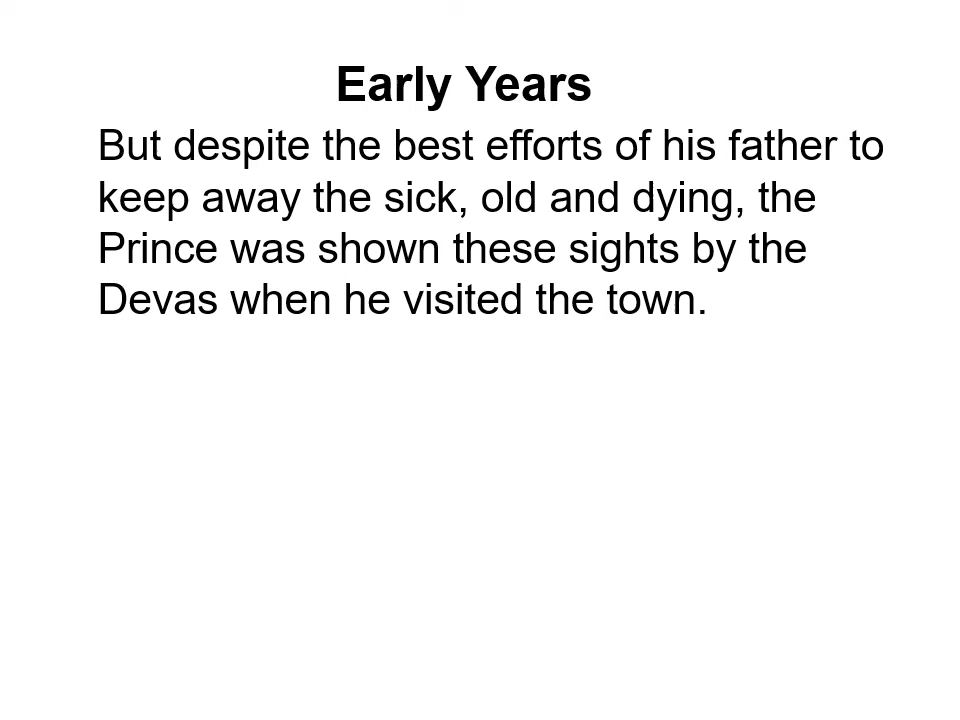 Early Years
But despite the best efforts of his father to
keep away the sick, old and dying, the
Prince was shown these sights by the
Devas when he visited the town.